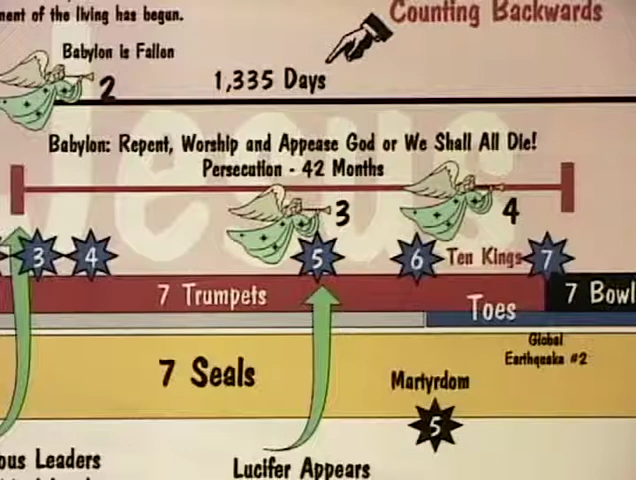 ment of the living has begun.
Counting Backwards
Babylon is Fallen
2
1,335 Days
Jesus
Babylon: Repent, Worship and Appease God or We Shall All Die!
Persecution - 42 Months
3
4
3
4
5
6
Ten Kings
7
7 Trumpets
Toes
7 Bowl
Global
Earthquake #2
7 Seals
Martyrdom
5
ous Leaders
Lucifer Appears